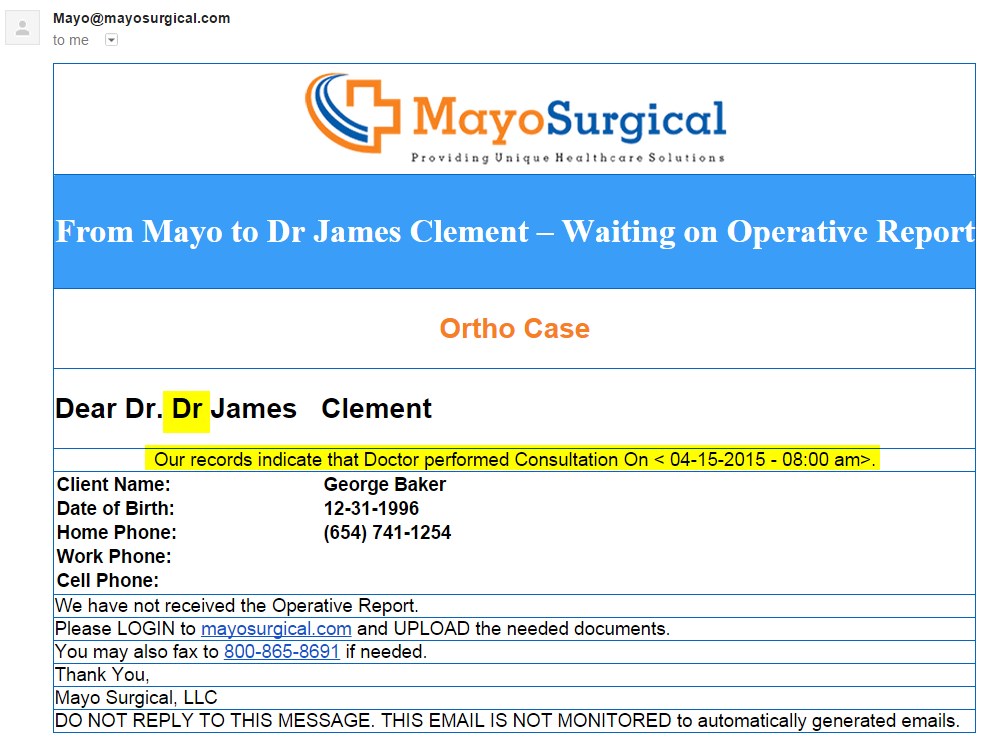 Mayo@mayosurgical.com
to me
MayoSurgical
Providing Unique Healthcare Solutions
From Mayo to Dr James Clement – Waiting on Operative Report
Ortho Case
Dear Dr. Dr James Clement
Our records indicate that Doctor performed Consultation On < 04-15-2015 - 08:00 am>.
Client Name: George Baker
Date of Birth: 12-31-1996
Home Phone: (654) 741-1254
Work Phone:
Cell Phone:
We have not received the Operative Report.
Please LOGIN to mayosurgical.com and UPLOAD the needed documents.
You may also fax to 800-865-8691 if needed.
Thank You,
Mayo Surgical, LLC
DO NOT REPLY TO THIS MESSAGE. THIS EMAIL IS NOT MONITORED to automatically generated emails.